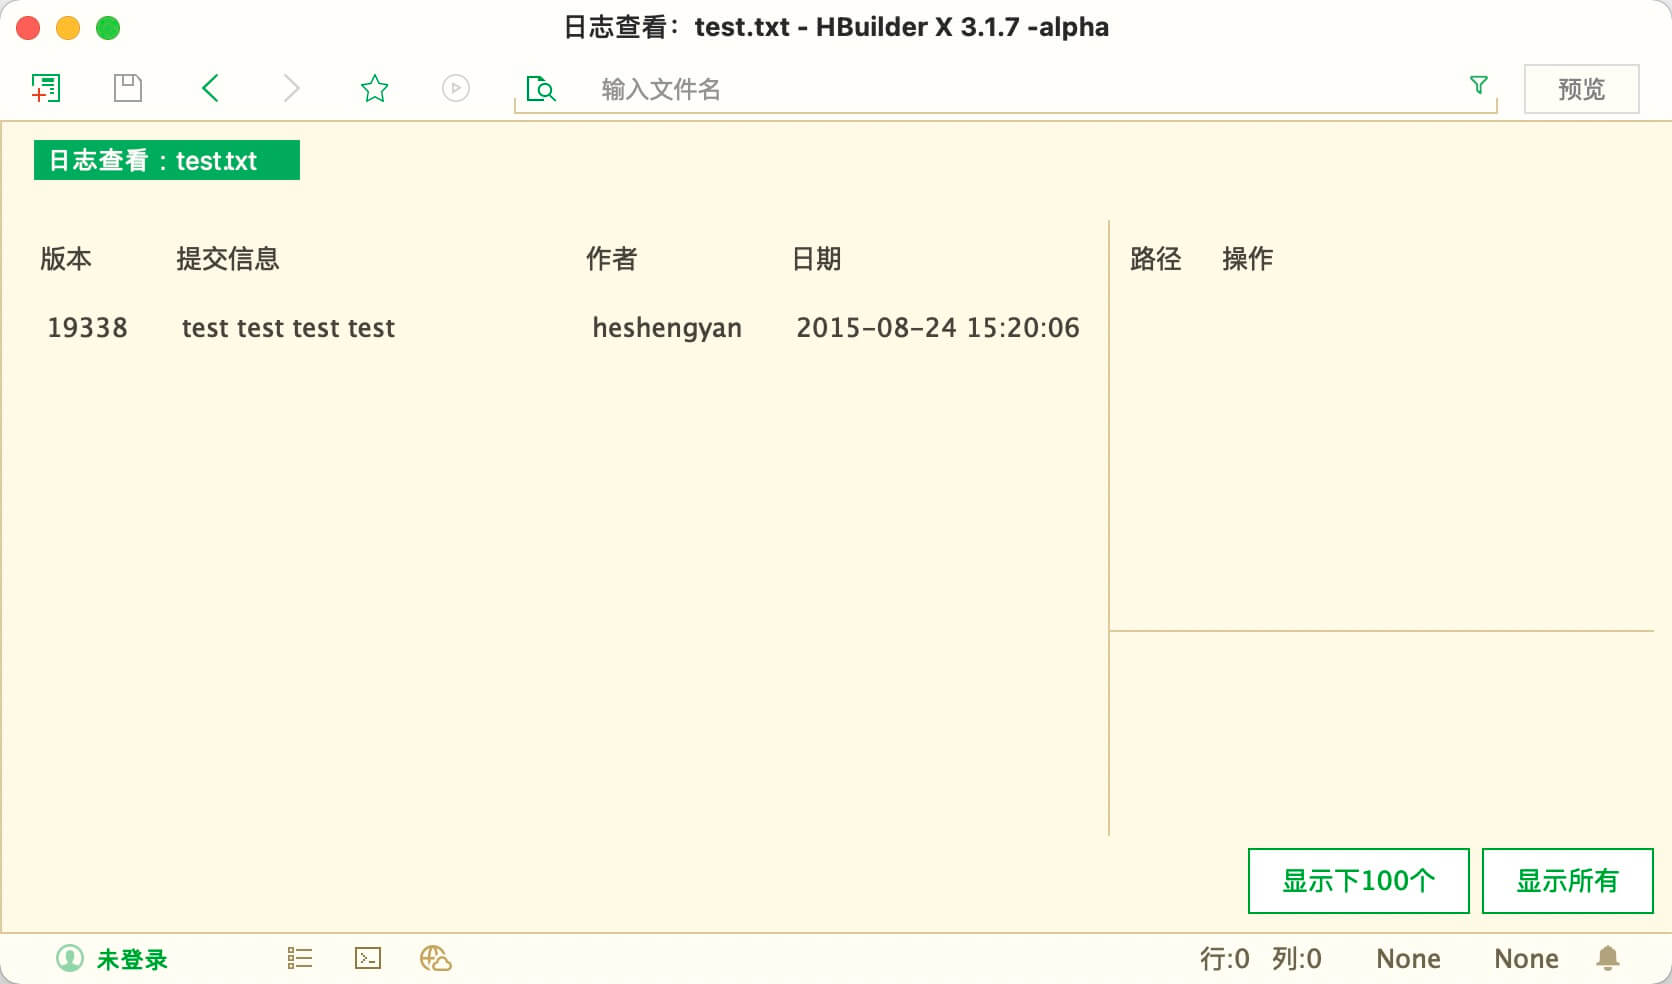 日志查看：test.txt - HBuilder X 3.1.7 -alpha
输入文件名 预览
日志查看：test.txt
版本 提交信息 作者 日期 路径 操作
19338 test test test test heshengyan 2015-08-24 15:20:06
显示下100个 显示所有
未登录 行:0 列:0 None None